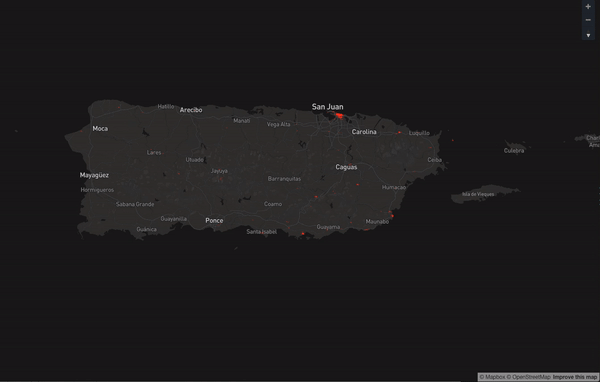 +
−
San Juan
Hatillo
Arecibo
Manatí
Vega Alta
Moca
Carolina
Luquillo
Lares
Utuado
Culebra
Ceiba
Jayuya
Caguas
Mayagüez
Barranquitas
Hormigueros
Humacao
Isla de Vieques
Sabana Grande
Coamo
Guayanilla
Ponce
Maunabo
Guánica
Santa Isabel
Guayama
© Mapbox © OpenStreetMap Improve this map